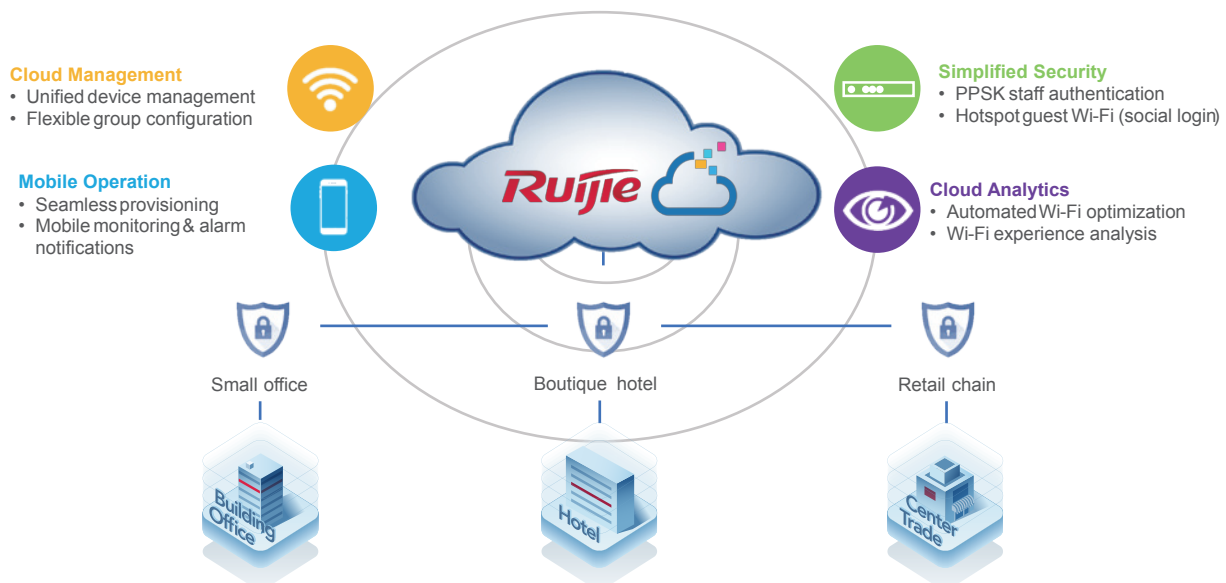 Cloud Management
• Unified device management
• Flexible group configuration
Mobile Operation
• Seamless provisioning
• Mobile monitoring & alarm
notifications
Ruijie
Simplified Security
• PPSK staff authentication
• Hotspot guest Wi-Fi (social login)
Cloud Analytics
• Automated Wi-Fi optimization
• Wi-Fi experience analysis
Small office
Boutique hotel
Retail chain
Building
Office
Hotel
Center
Trade